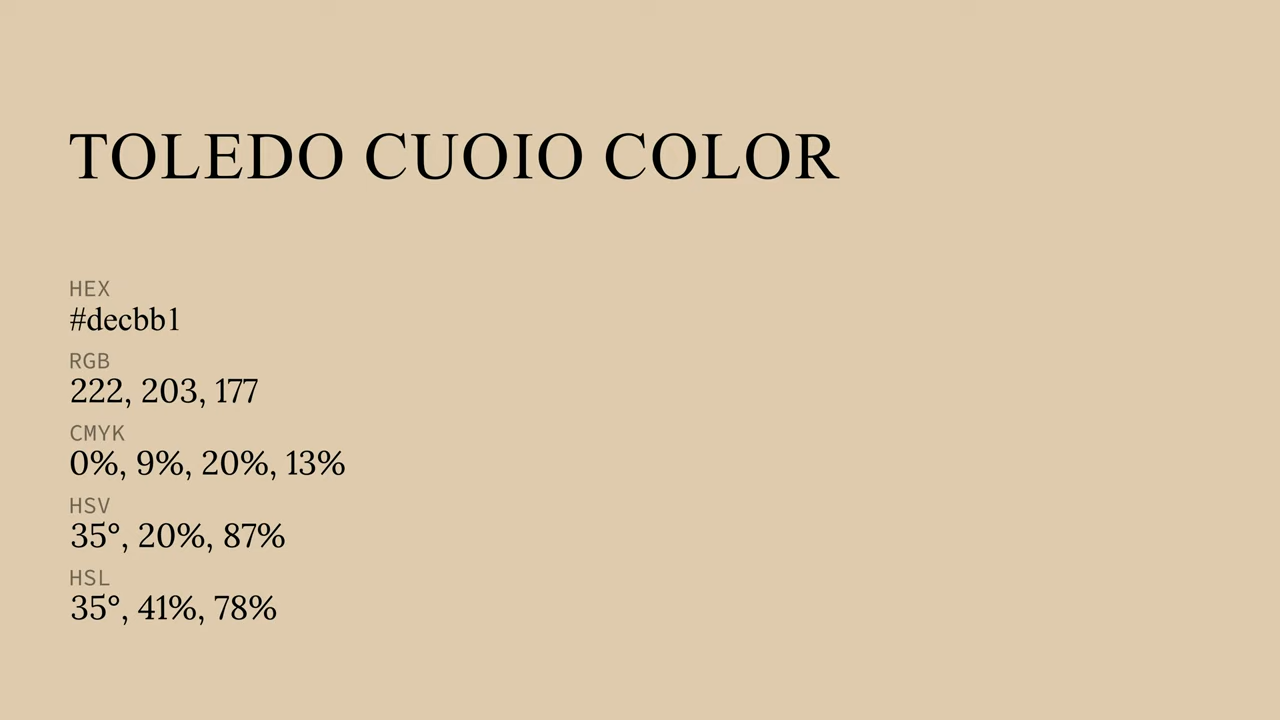 TOLEDO CUOIO COLOR
HEX
#decbb1
RGB
222, 203, 177
CMYK
0%, 9%, 20%, 13%
HSV
35°, 20%, 87%
HSL
35°, 41%, 78%